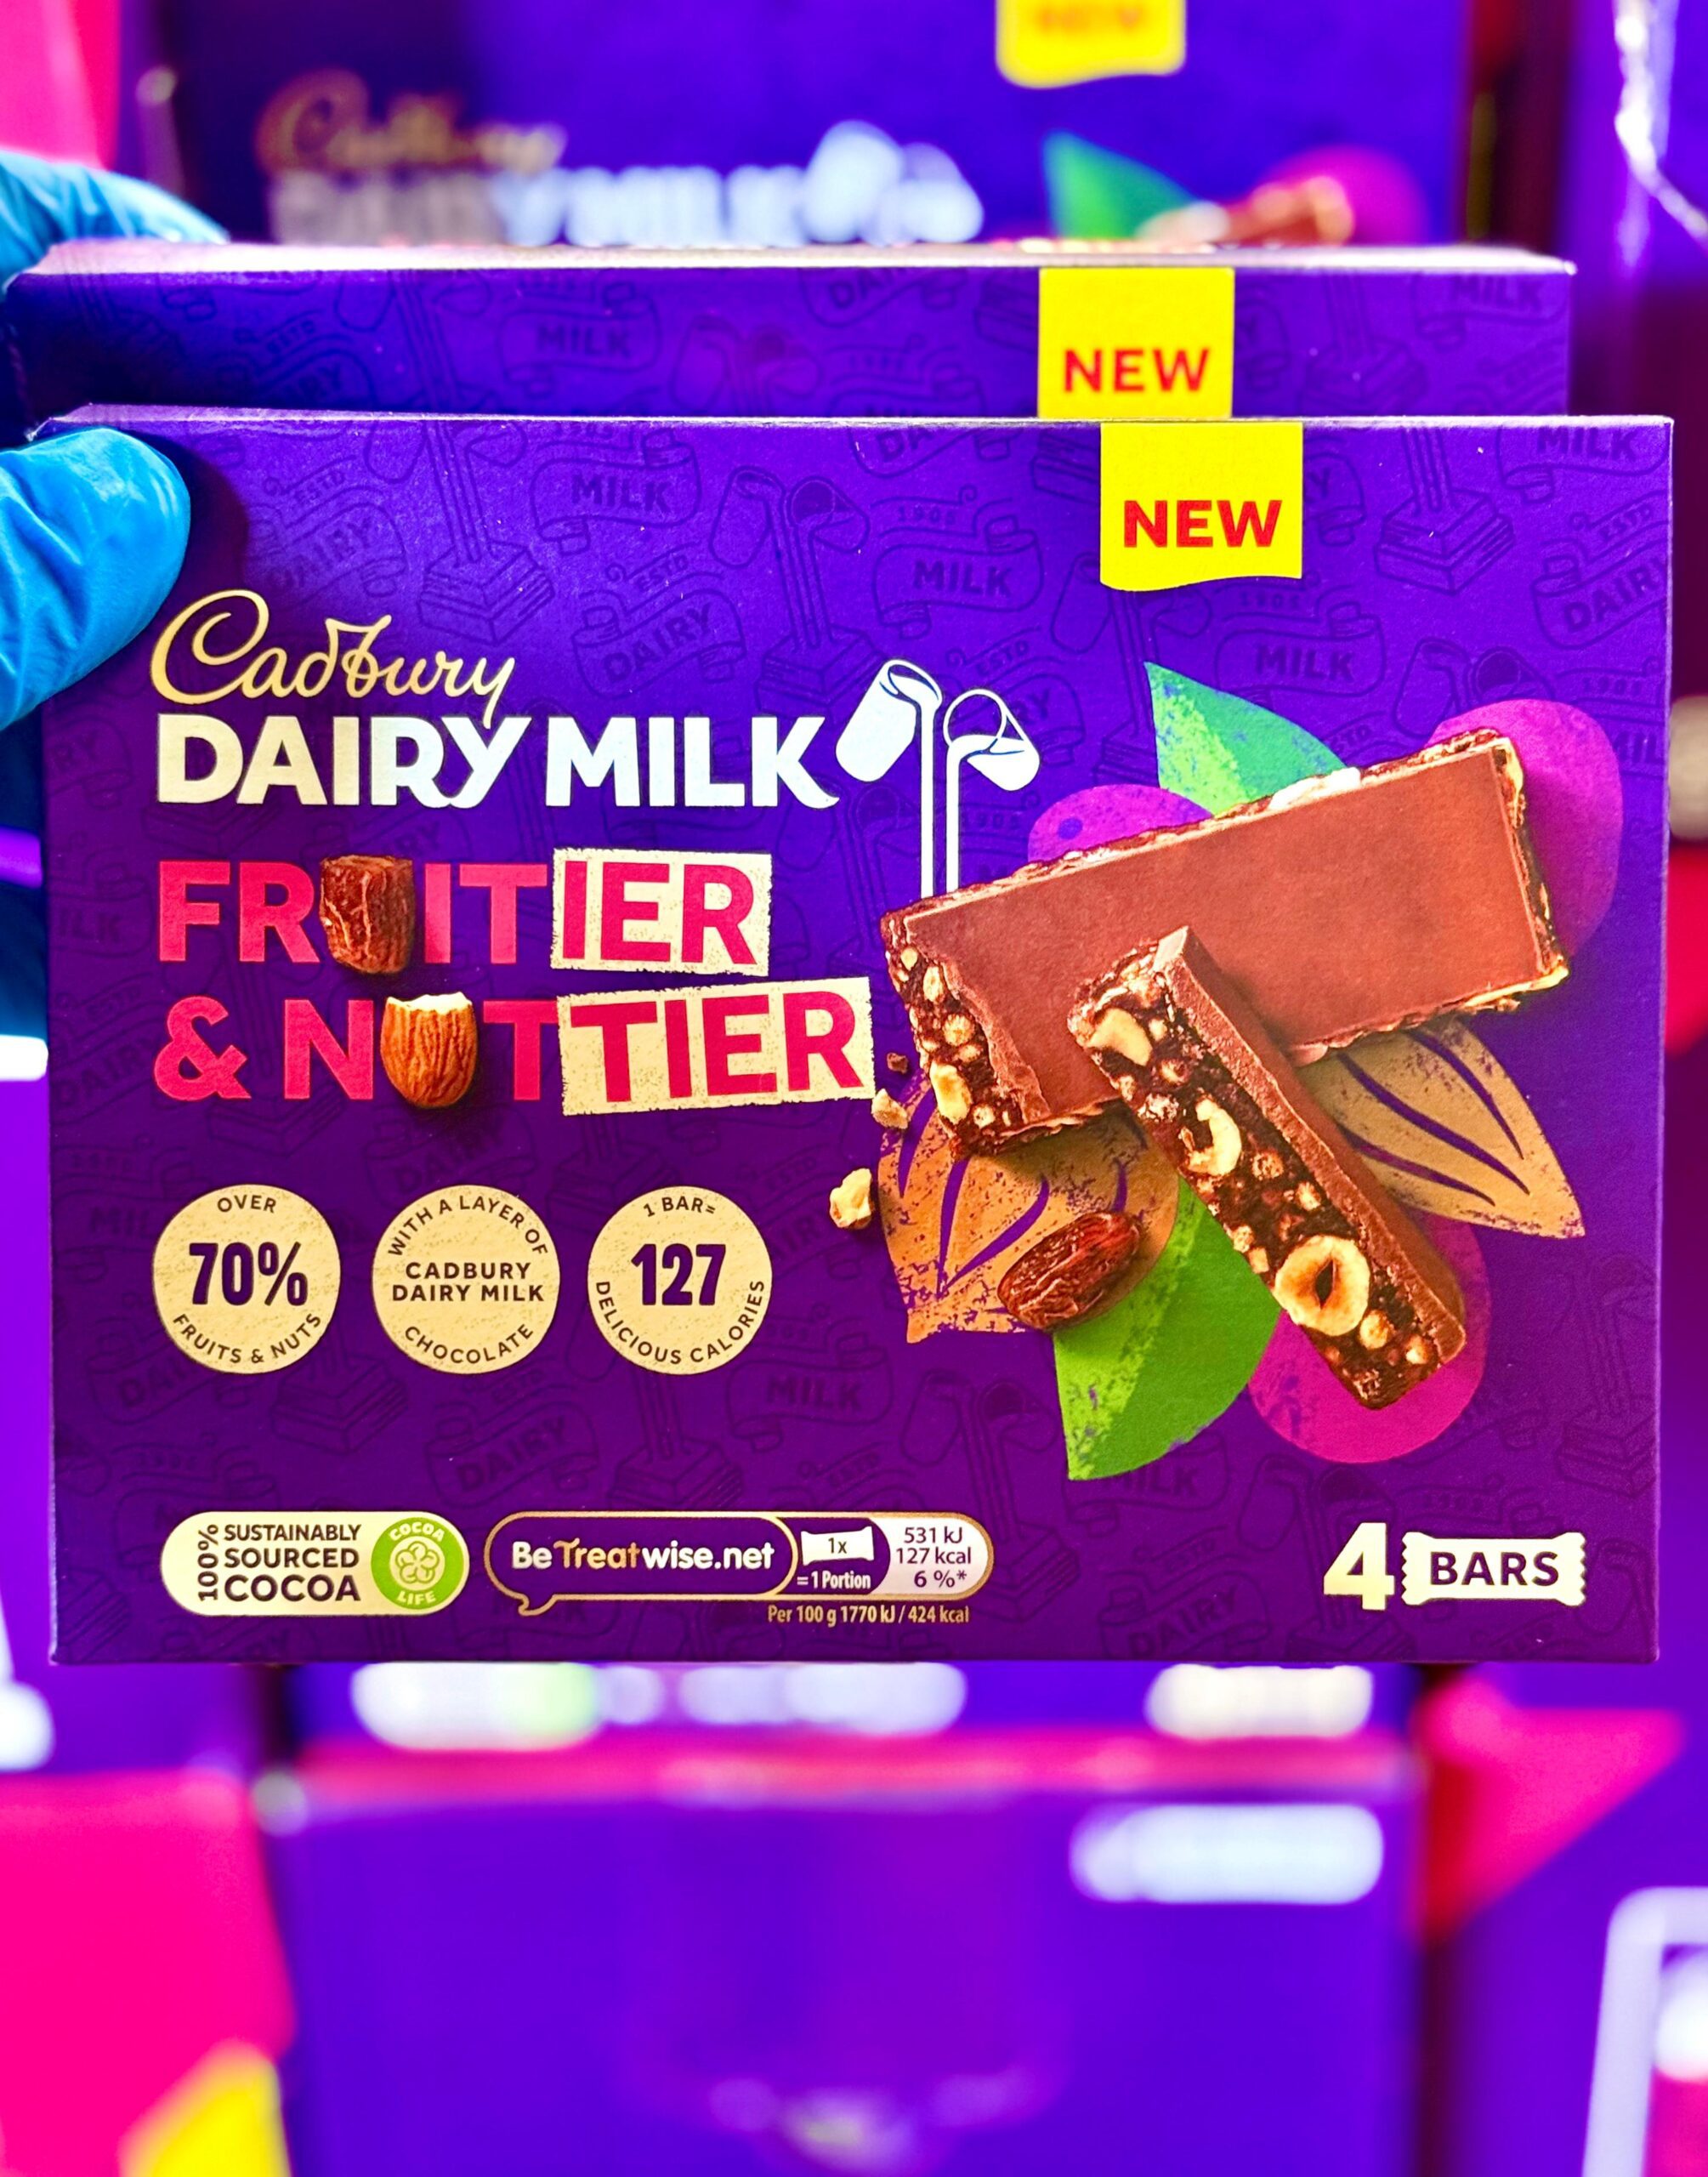 NEW
NEW
Cadbury
DAIRY MILK
FRUITIER
& NUTTIER
OVER
70%
FRUITS & NUTS
WITH A LAYER OF
CADBURY
DAIRY MILK
CHOCOLATE
1 BAR=
127
DELICIOUS CALORIES
100% SUSTAINABLY
SOURCED
COCOA
COCOA
LIFE
BeTreatwise.net
1x
=1 Portion
531 kJ
127 kcal
6 %*
Per 100 g 1770 kJ / 424 kcal
4 BARS